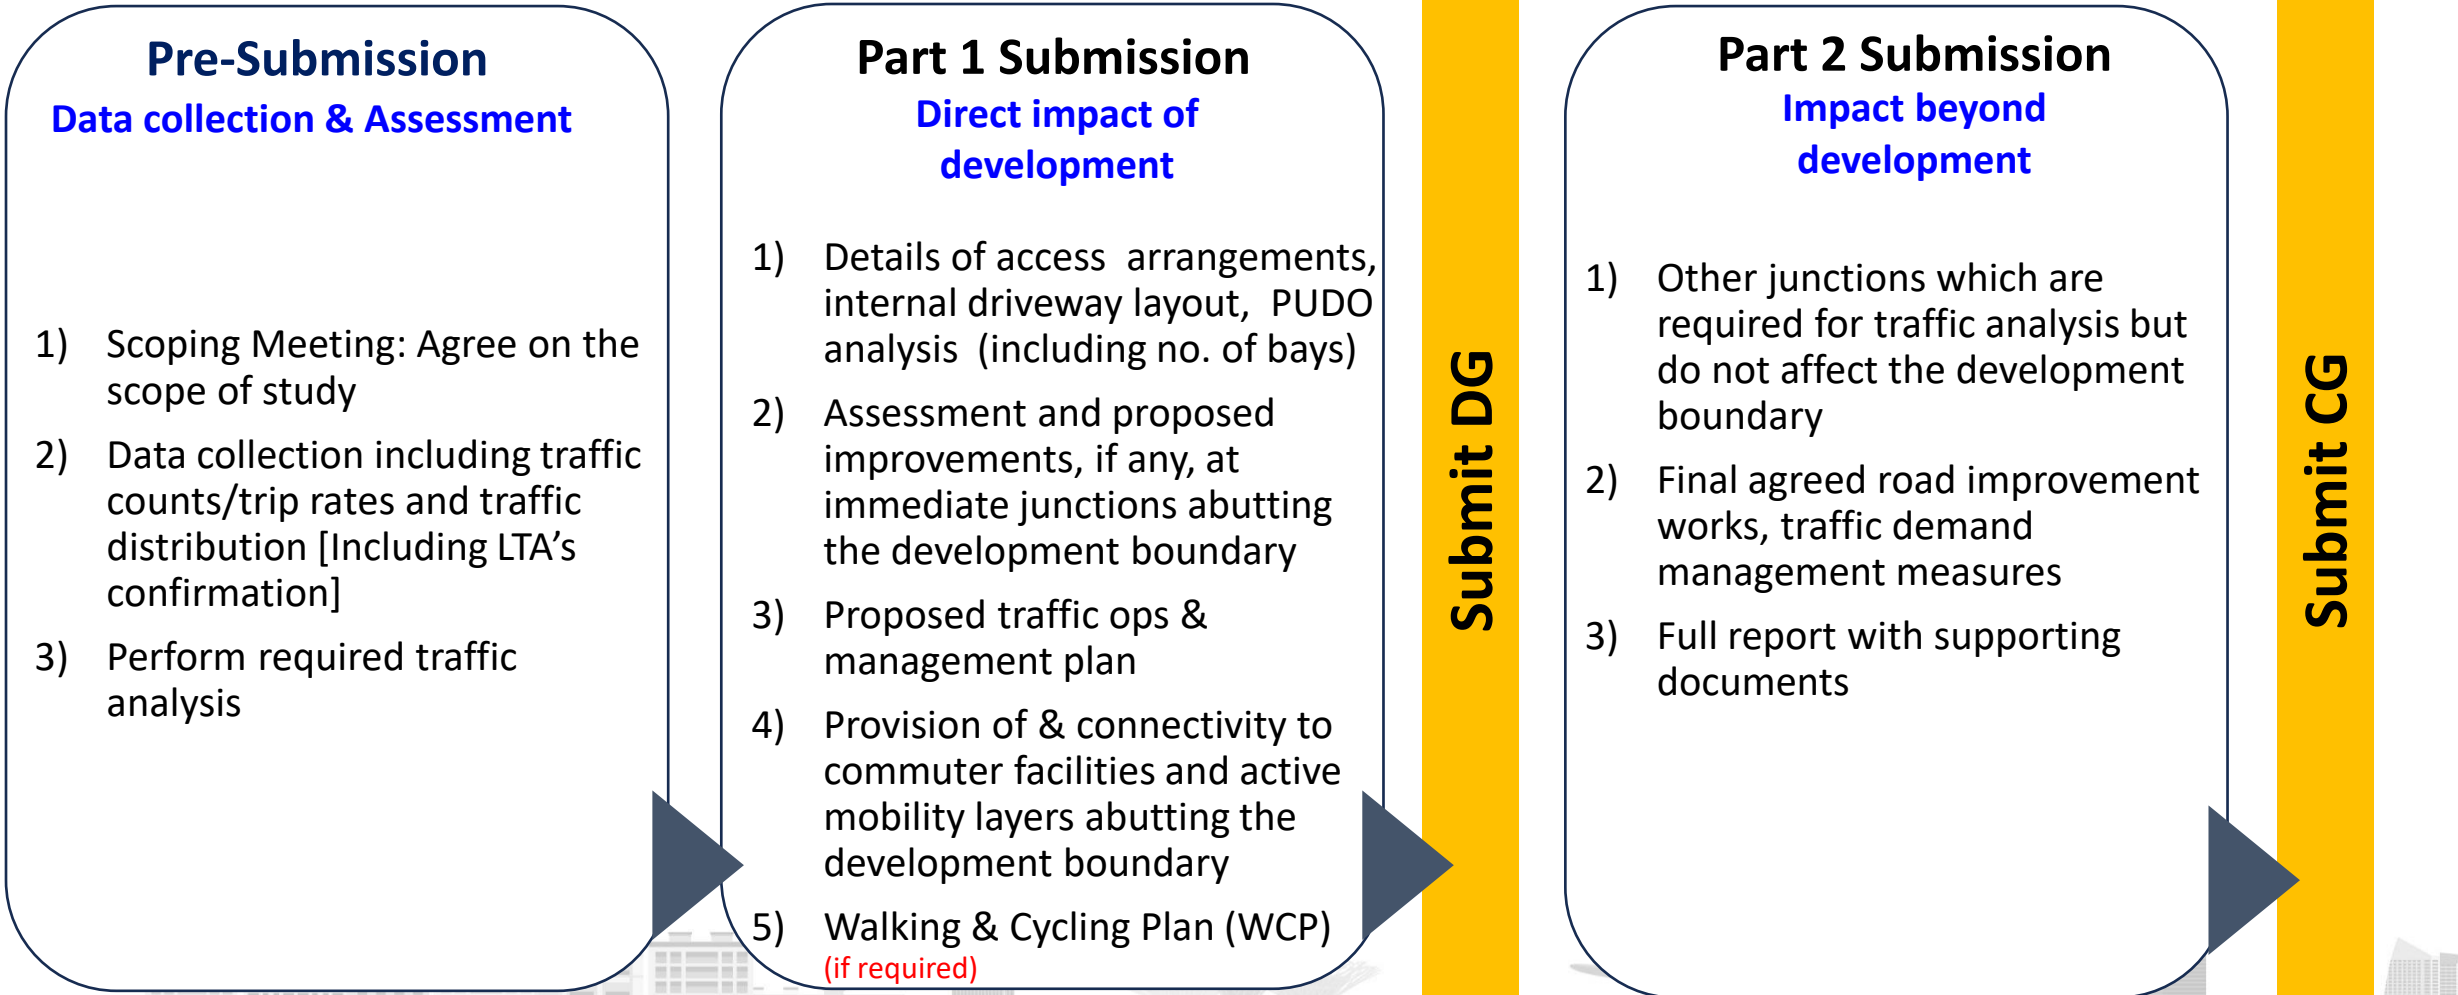 Pre-Submission
Data collection & Assessment
1) Scoping Meeting: Agree on the
scope of study
2) Data collection including traffic
counts/trip rates and traffic
distribution [Including LTA's
confirmation]
3) Perform required traffic
analysis
Part 1 Submission
Direct impact of
development
1) Details of access arrangements,
internal driveway layout, PUDO
analysis (including no. of bays)
2) Assessment and proposed
improvements, if any, at
immediate junctions abutting
the development boundary
3) Proposed traffic ops &
management plan
4) Provision of & connectivity to
commuter facilities and active
mobility layers abutting the
development boundary
5) Walking & Cycling Plan (WCP)
(if required)
Submit DG
Part 2 Submission
Impact beyond
development
1) Other junctions which are
required for traffic analysis but
do not affect the development
boundary
2) Final agreed road improvement
works, traffic demand
management measures
3) Full report with supporting
documents
Submit CG